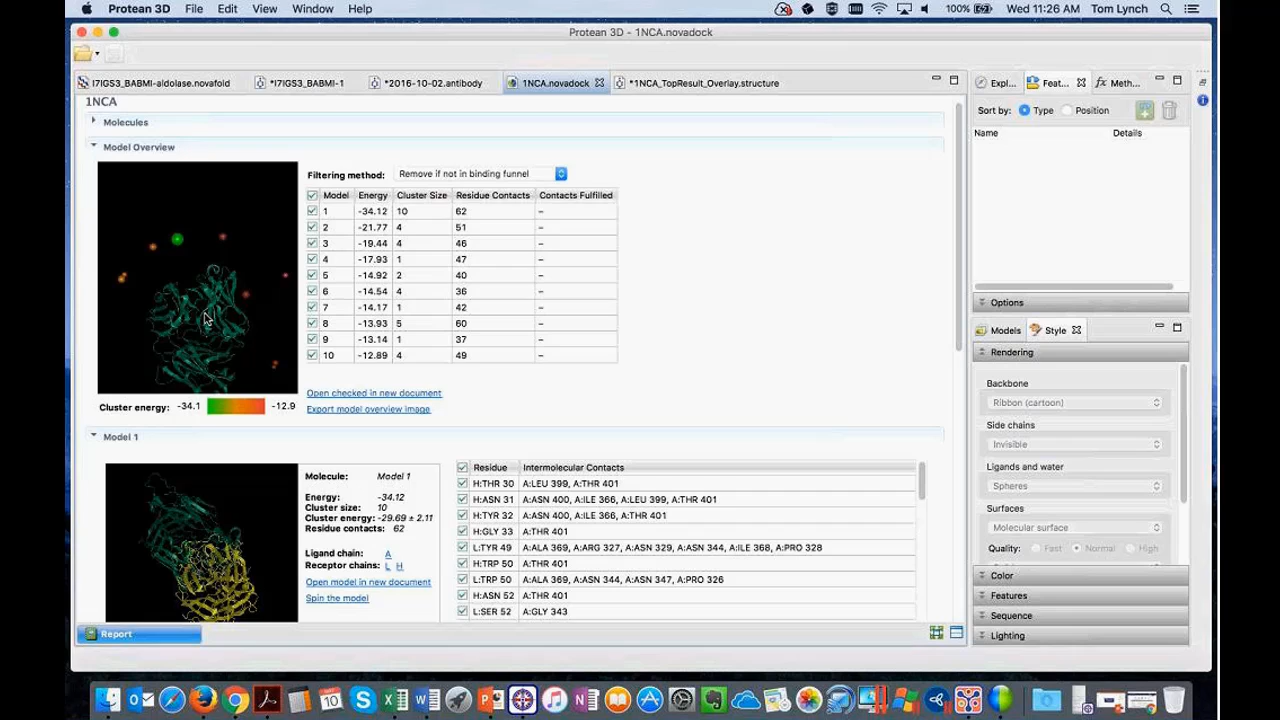 Protean 3D File Edit View Window Help 100% Wed 11:26 AM Tom Lynch
Protean 3D - 1NCA.novadock
I7IGS3_BABMI-aldolase.novafold *I7IGS3_BABMI-1 *2016-10-02.antibody 1NCA.novadock *1NCA_TopResult_Overlay.structure
Expl... Feat... Meth...
1NCA
Sort by: Type Position
Molecules
Name Details
Model Overview
Filtering method: Remove if not in binding funnel
Model Energy Cluster Size Residue Contacts Contacts Fulfilled
1 -34.12 10 62 –
2 -21.77 4 51 –
3 -19.44 4 46 –
4 -17.93 1 47 –
5 -14.92 2 40 –
6 -14.54 4 36 –
7 -14.17 1 42 –
8 -13.93 5 60 –
9 -13.14 1 37 –
10 -12.89 4 49 –
Open checked in new document
Cluster energy: -34.1 -12.9
Export model overview image
Model 1
Molecule: Model 1
Energy: -34.12
Cluster size: 10
Cluster energy: -29.69 ± 2.11
Residue contacts: 62
Ligand chain: A
Receptor chains: L H
Open model in new document
Spin the model
Residue Intermolecular Contacts
H:THR 30 A:LEU 399, A:THR 401
H:ASN 31 A:ASN 400, A:ILE 366, A:LEU 399, A:THR 401
H:TYR 32 A:ASN 400, A:ILE 366, A:THR 401
H:GLY 33 A:THR 401
L:TYR 49 A:ALA 369, A:ARG 327, A:ASN 329, A:ASN 344, A:ILE 368, A:PRO 328
H:TRP 50 A:THR 401
L:TRP 50 A:ALA 369, A:ASN 344, A:ASN 347, A:PRO 326
H:ASN 52 A:THR 401
L:SER 52 A:GLY 343
Report
Options
Models Style
Rendering
Backbone
Ribbon (cartoon)
Side chains
Invisible
Ligands and water
Spheres
Surfaces
Molecular surface
Quality: Fast Normal High
Color
Features
Sequence
Lighting